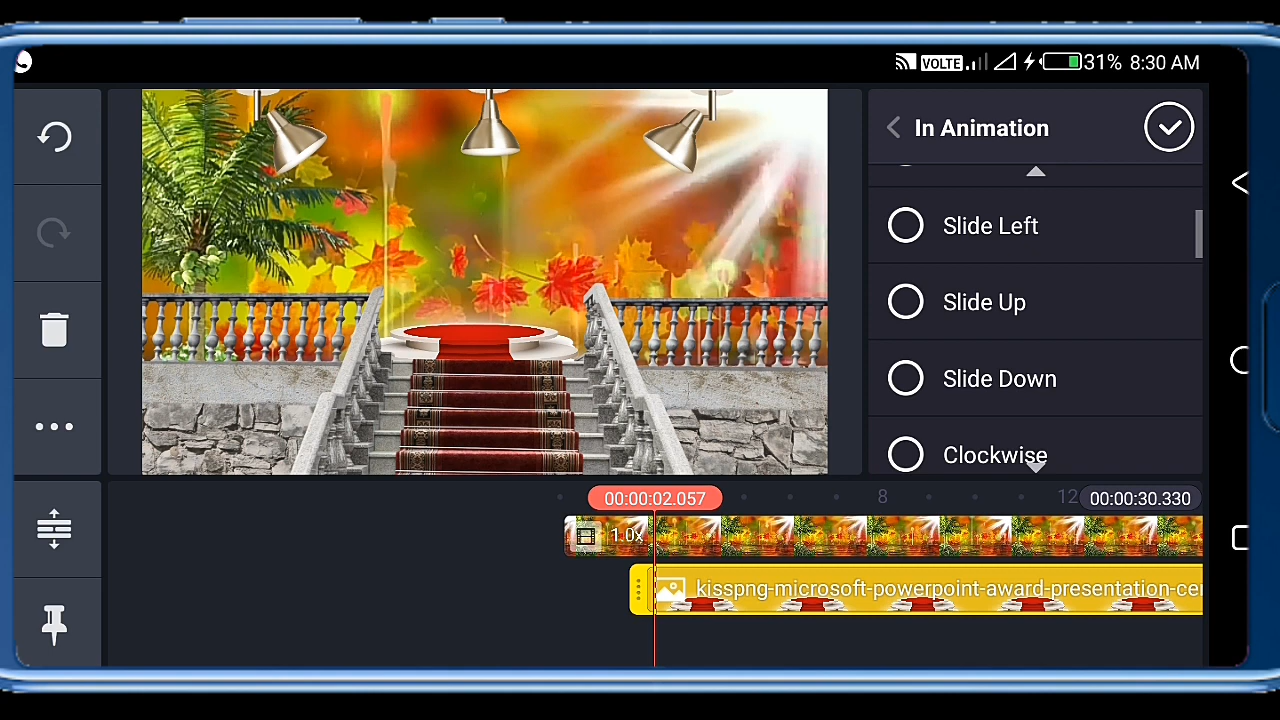 VOLTE 31% 8:30 AM
In Animation
Slide Left
Slide Up
Slide Down
Clockwise
00:00:02.057 8 12 00:00:30.330
1.0x
kisspng-microsoft-powerpoint-award-presentation-cer